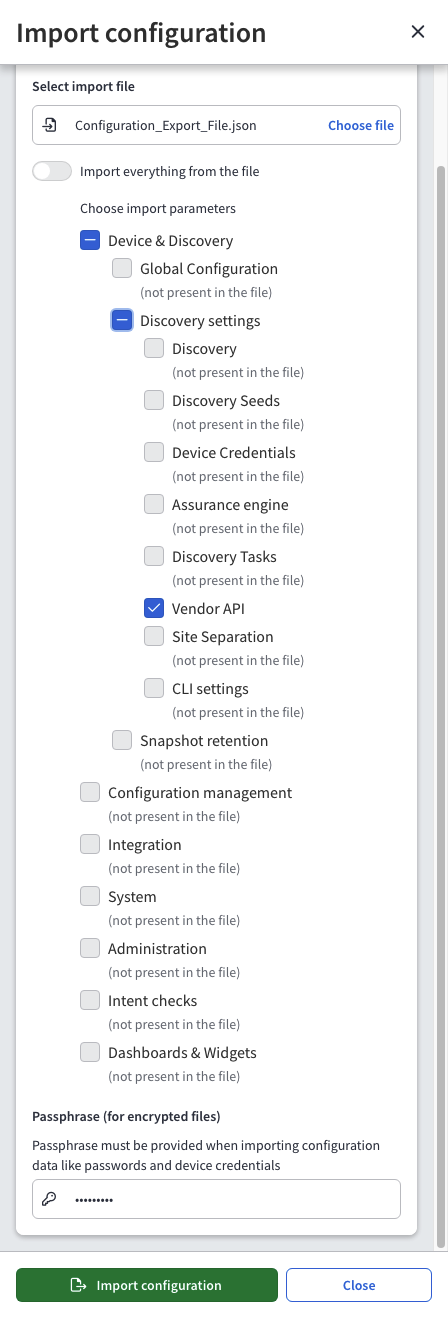 Import configuration
Select import file
Configuration_Export_File.json Choose file
Import everything from the file
Choose import parameters
Device & Discovery
Global Configuration
(not present in the file)
Discovery settings
Discovery
(not present in the file)
Discovery Seeds
(not present in the file)
Device Credentials
(not present in the file)
Assurance engine
(not present in the file)
Discovery Tasks
(not present in the file)
Vendor API
Site Separation
(not present in the file)
CLI settings
(not present in the file)
Snapshot retention
(not present in the file)
Configuration management
(not present in the file)
Integration
(not present in the file)
System
(not present in the file)
Administration
(not present in the file)
Intent checks
(not present in the file)
Dashboards & Widgets
(not present in the file)
Passphrase (for encrypted files)
Passphrase must be provided when importing configuration
data like passwords and device credentials
•••••••••
Import configuration Close